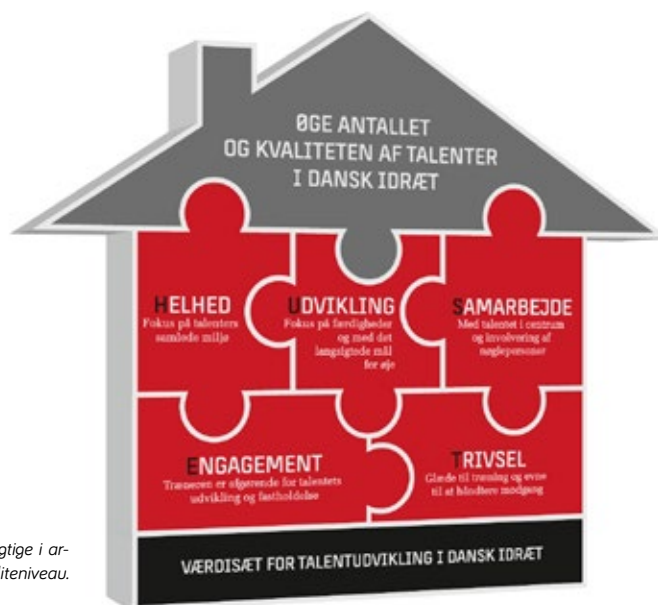 ØGE ANTALLET
OG KVALITETEN AF TALENTER
I DANSK IDRÆT
HELHED
Fokus på talenters
samlede miljø
UDVIKLING
Fokus på færdigheder
og med det
langsigtede mål
for øje
SAMARBEJDE
Med talentet i centrum
og involvering af
nøglepersoner
ENGAGEMENT
Træneren er afgørende for talentets
udvikling og fastholdelse
TRIVSEL
Glæde til træning og evne
til at håndtere modgang
VÆRDISÆT FOR TALENTUDVIKLING I DANSK IDRÆT
gtige i ar-
liteniveau.